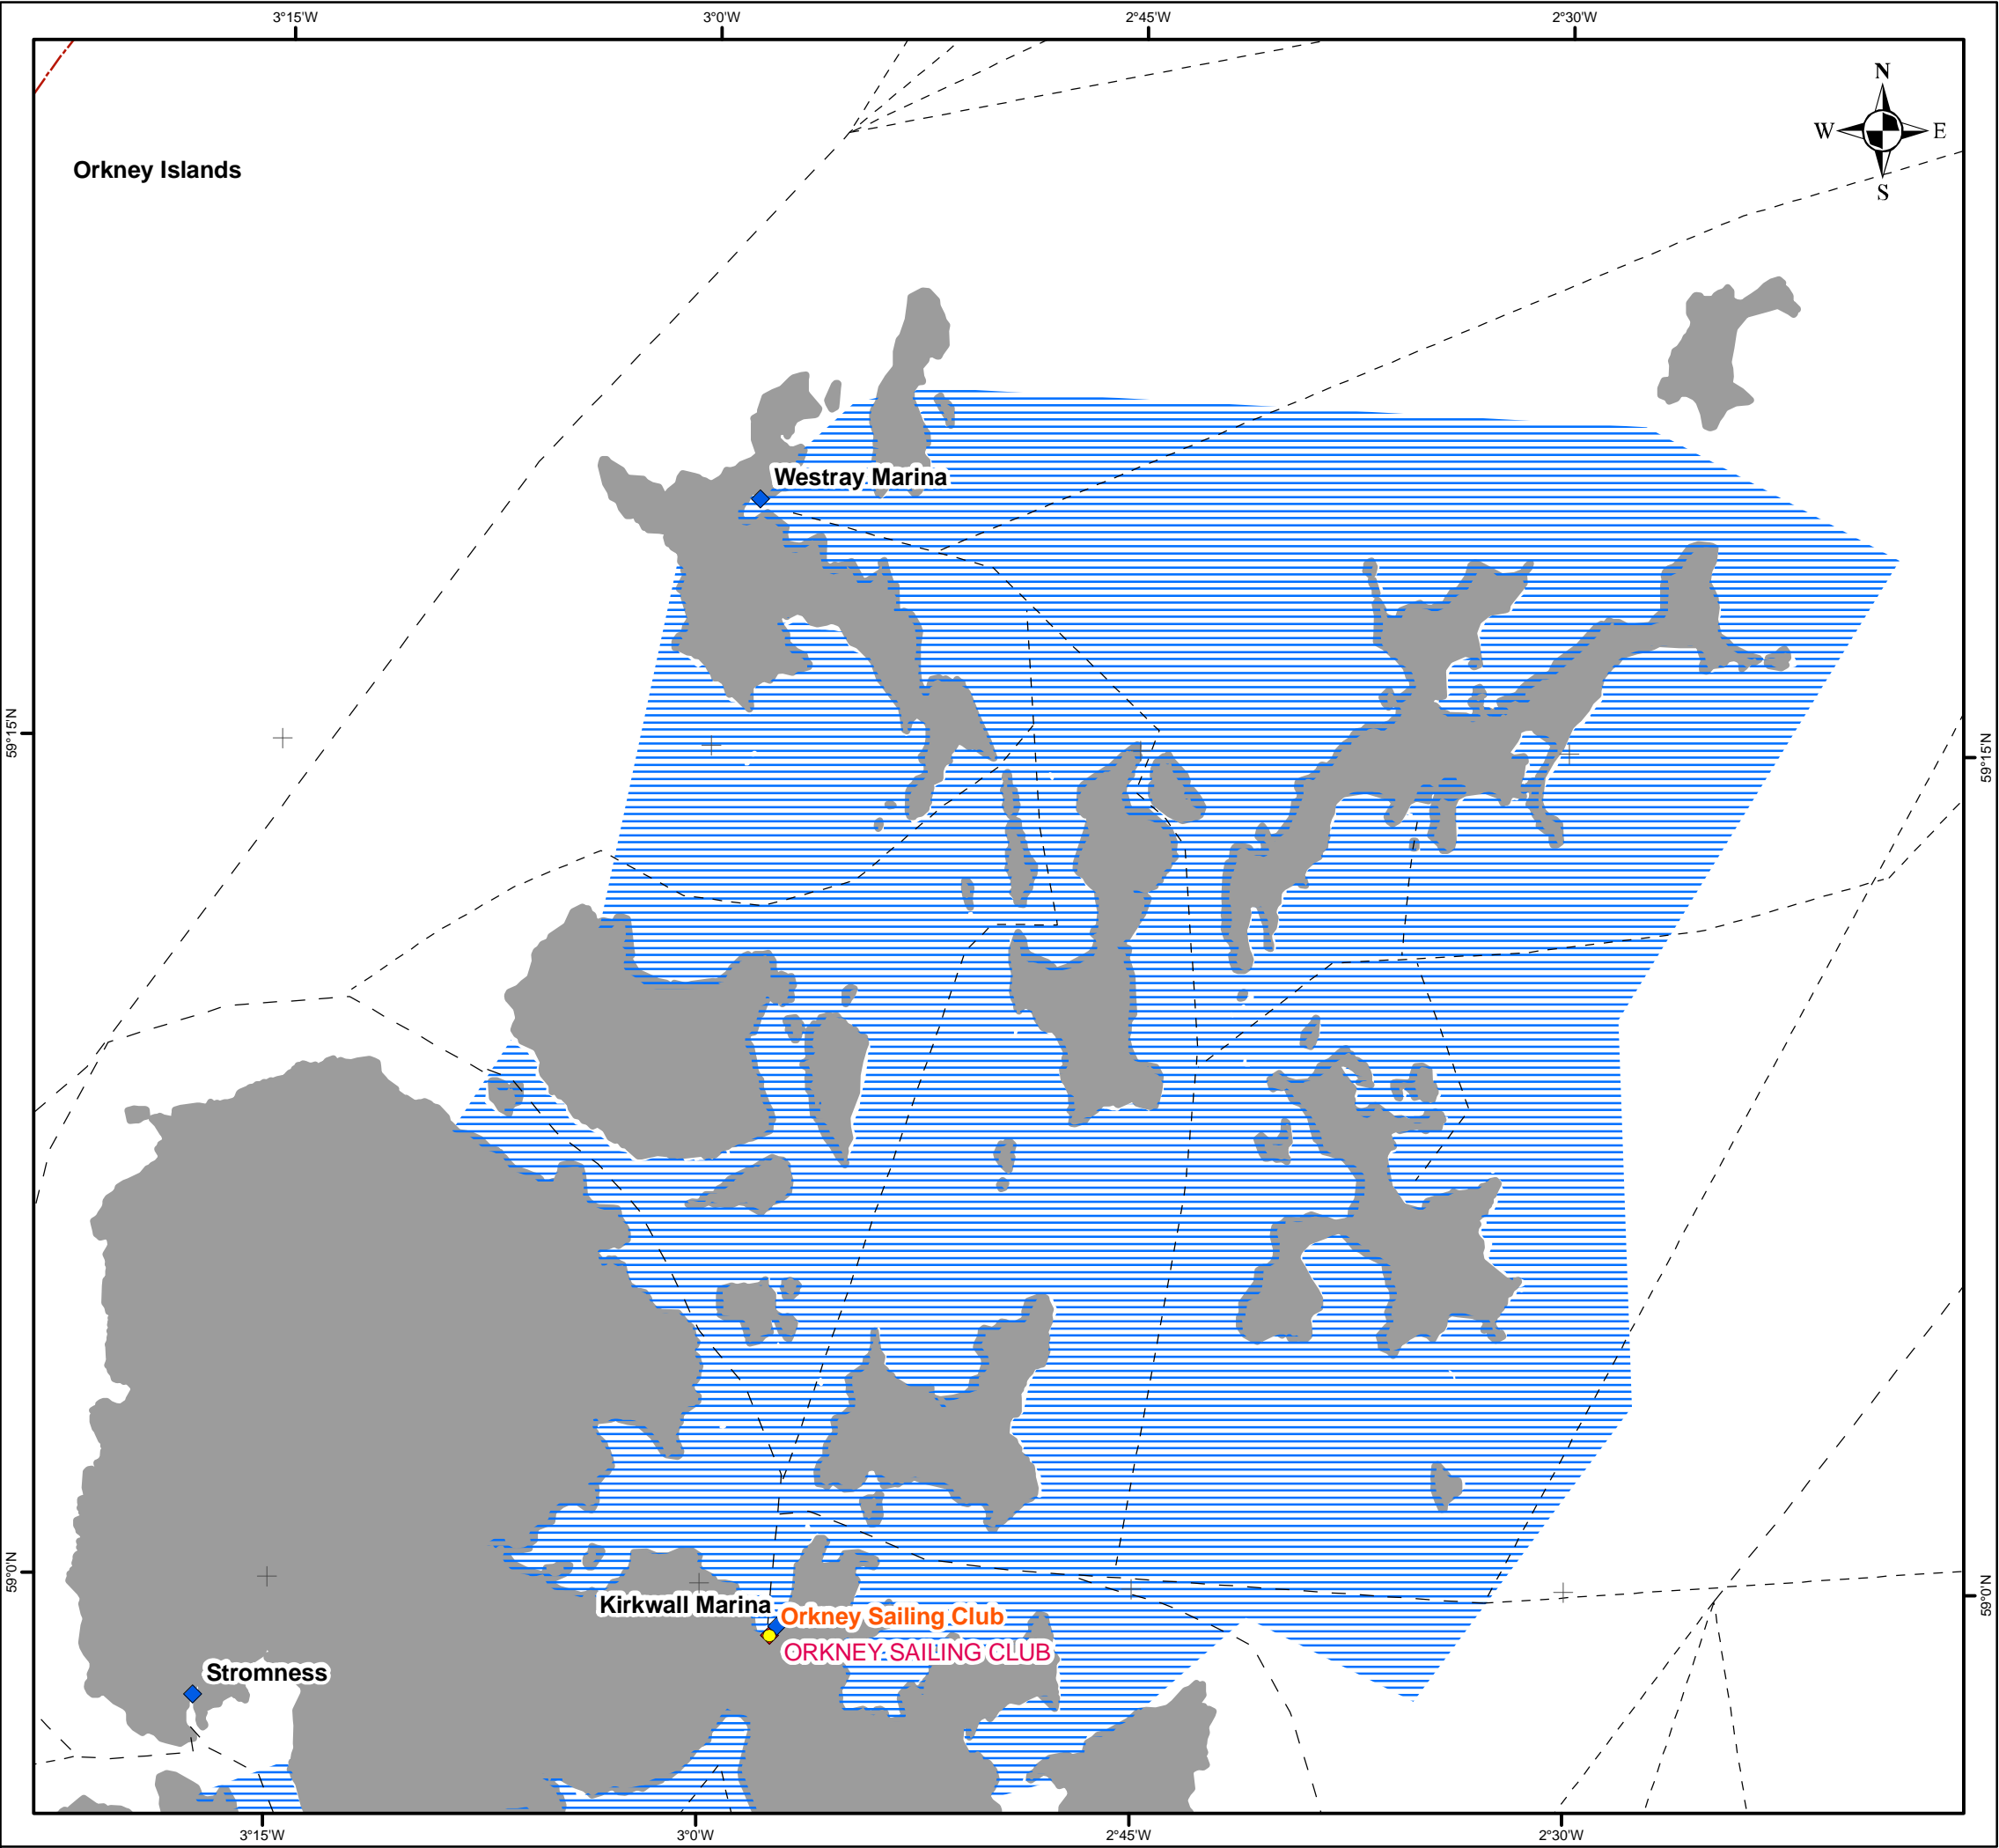 3°15'W
3°0'W
2°45'W
2°30'W
N
W
E
S
Orkney Islands
Westray Marina
59°15'N
59°15'N
59°0'N
59°0'N
Kirkwall Marina
Orkney Sailing Club
ORKNEY SAILING CLUB
Stromness
3°15'W
3°0'W
2°45'W
2°30'W